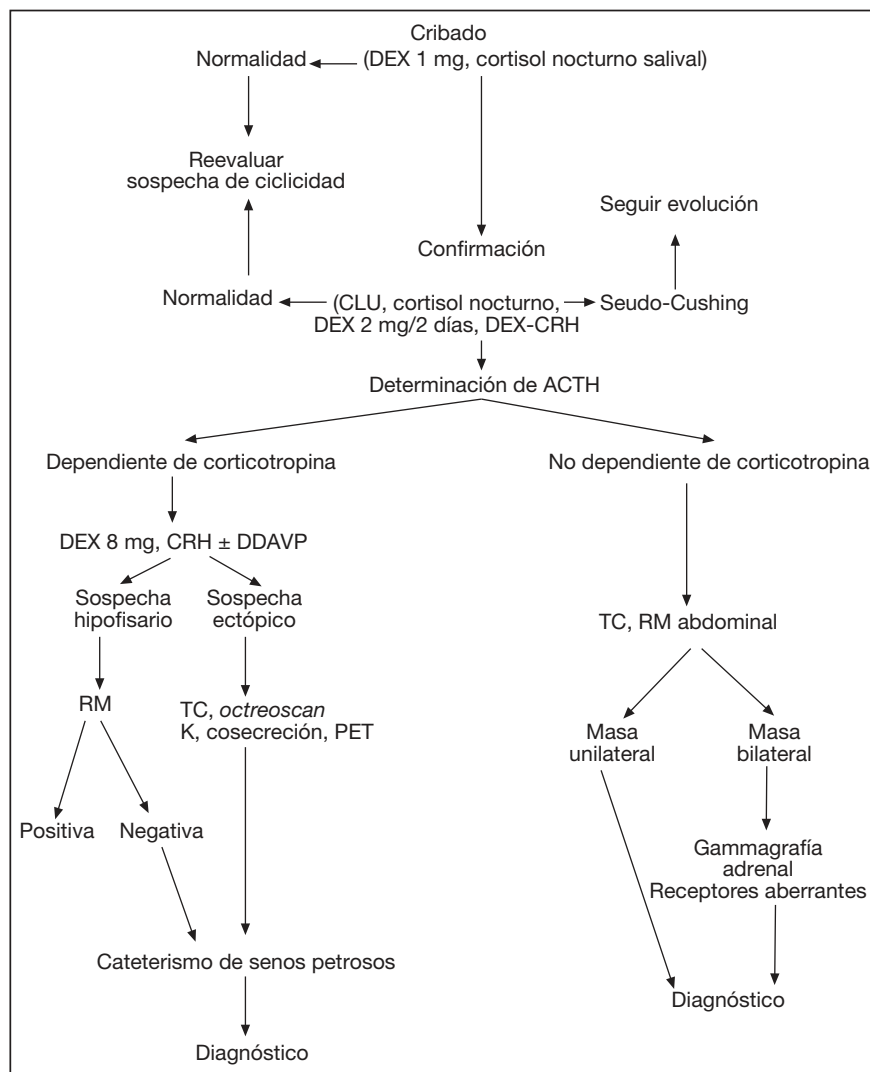 Cribado
Normalidad
(DEX 1 mg, cortisol nocturno salival)
Reevaluar
sospecha de ciclicidad
Seguir evolución
Confirmación
Normalidad
(CLU, cortisol nocturno,
DEX 2 mg/2 días, DEX-CRH
Seudo-Cushing
Determinación de ACTH
Dependiente de corticotropina
No dependiente de corticotropina
DEX 8 mg, CRH ± DDAVP
Sospecha
hipofisario
Sospecha
ectópico
TC, RM abdominal
RM
TC, octreoscan
K, cosecreción, PET
Masa
unilateral
Masa
bilateral
Positiva
Negativa
Gammagrafía
adrenal
Receptores aberrantes
Cateterismo de senos petrosos
Diagnóstico
Diagnóstico